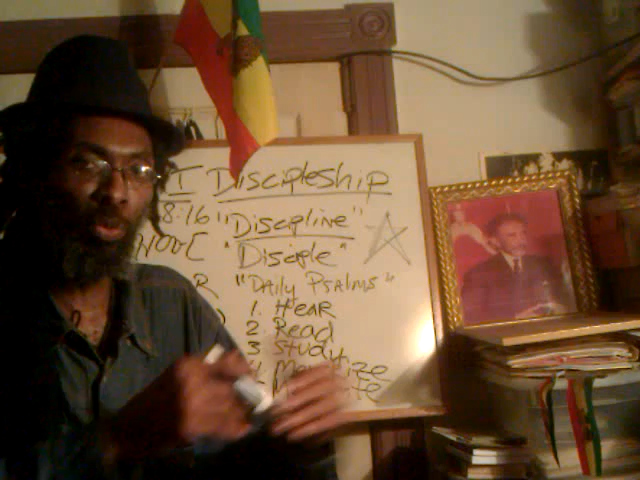 I Discipleship
8:16 "Discipline"
"Disciple"
R "Daily Psalms"
1. Hear
2. Read
3. Study